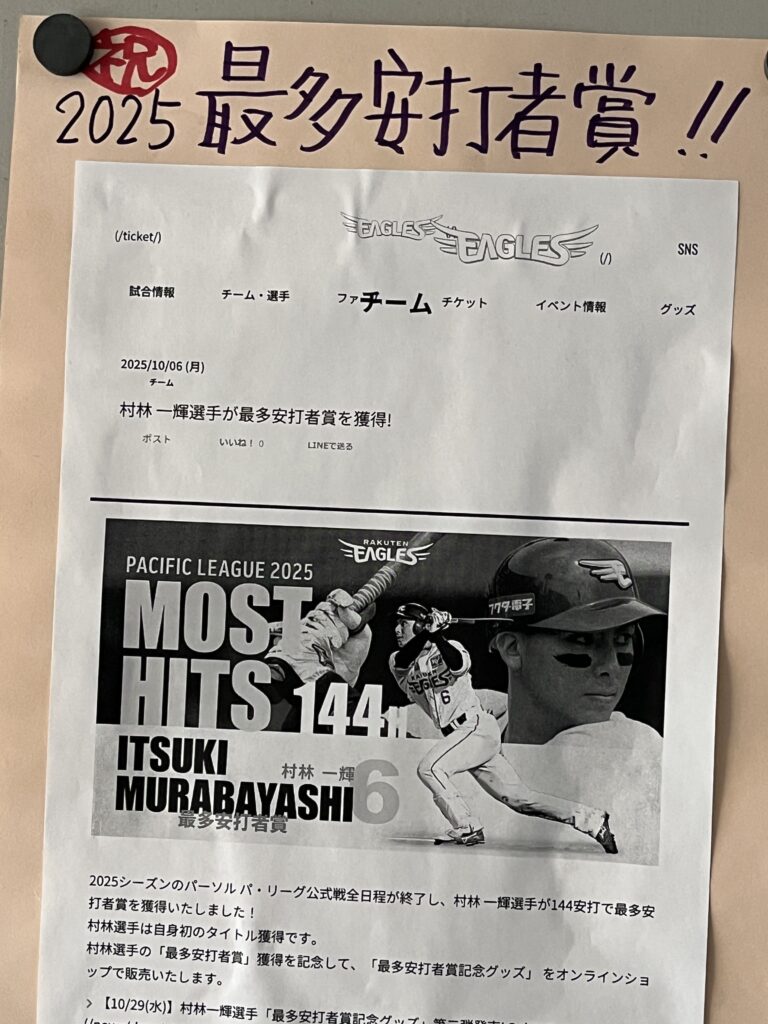 祝
2025 最多安打者賞!!
(/ticket/)
EAGLES
EAGLES
(/)
SNS
試合情報
チーム・選手
ファ
チーム
チケット
イベント情報
グッズ
2025/10/06 (月)
チーム
村林 一輝選手が最多安打者賞を獲得!
ポスト
いいね！ 0
LINEで送る
RAKUTEN
EAGLES
PACIFIC LEAGUE 2025
MOST
HITS 144H
アクタ電子
EAGLES
6
ITSUKI
村林 一輝
MURABAYASHI
6
最多安打者賞
2025シーズンのパーソル パ・リーグ公式戦全日程が終了し、村林 一輝選手が144安打で最多安
打者賞を獲得いたしました！
村林選手は自身初のタイトル獲得です。
村林選手の「最多安打者賞」獲得を記念して、「最多安打者賞記念グッズ」 をオンラインショ
ップで販売いたします。
> 【10/29(水)】村林一輝選手「最多安打者賞記念グッズ」